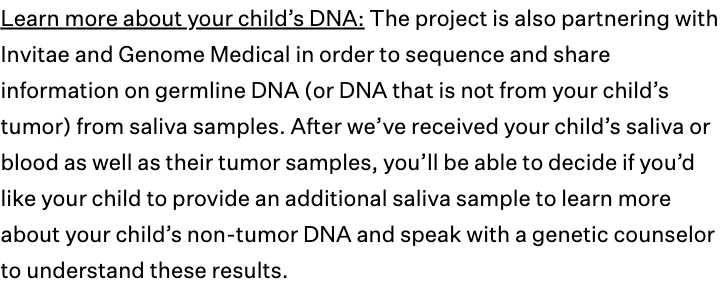 Learn more about your child’s DNA: The project is also partnering with
Invitae and Genome Medical in order to sequence and share
information on germline DNA (or DNA that is not from your child’s
tumor) from saliva samples. After we’ve received your child’s saliva or
blood as well as their tumor samples, you’ll be able to decide if you’d
like your child to provide an additional saliva sample to learn more
about your child’s non-tumor DNA and speak with a genetic counselor
to understand these results.